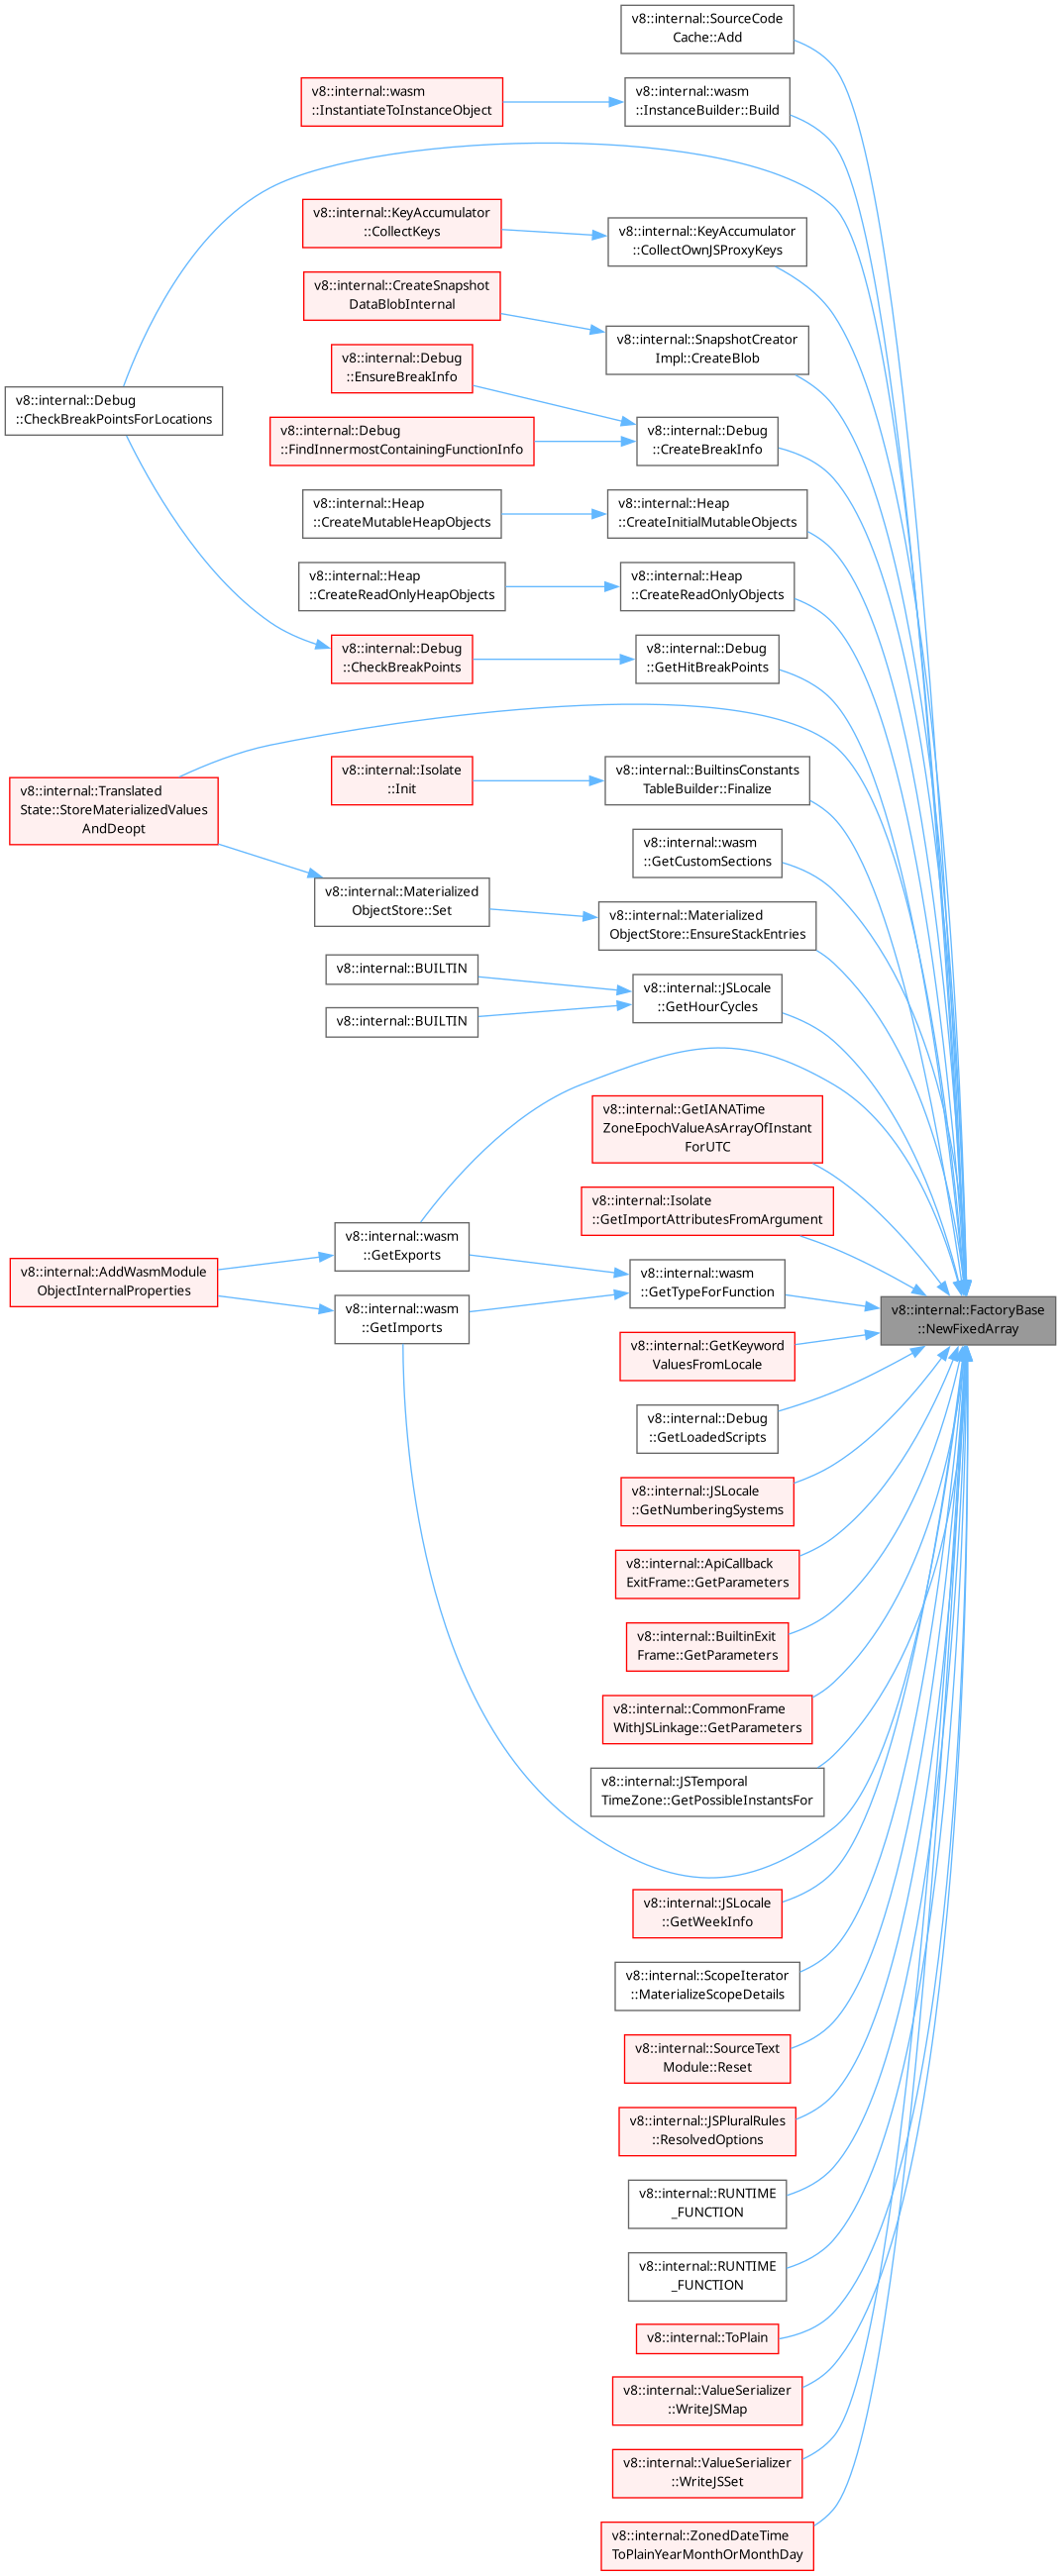 v8::internal::SourceCode
Cache::Add
v8::internal::wasm
::InstantiateToInstanceObject
v8::internal::wasm
::InstanceBuilder::Build
v8::internal::KeyAccumulator
::CollectKeys
v8::internal::KeyAccumulator
::CollectOwnJSProxyKeys
v8::internal::CreateSnapshot
DataBlobInternal
v8::internal::SnapshotCreator
Impl::CreateBlob
v8::internal::Debug
::EnsureBreakInfo
v8::internal::Debug
::CheckBreakPointsForLocations
v8::internal::Debug
::FindInnermostContainingFunctionInfo
v8::internal::Debug
::CreateBreakInfo
v8::internal::Heap
::CreateMutableHeapObjects
v8::internal::Heap
::CreateInitialMutableObjects
v8::internal::Heap
::CreateReadOnlyHeapObjects
v8::internal::Heap
::CreateReadOnlyObjects
v8::internal::Debug
::CheckBreakPoints
v8::internal::Debug
::GetHitBreakPoints
v8::internal::Translated
State::StoreMaterializedValues
AndDeopt
v8::internal::Isolate
::Init
v8::internal::BuiltinsConstants
TableBuilder::Finalize
v8::internal::wasm
::GetCustomSections
v8::internal::Materialized
ObjectStore::Set
v8::internal::Materialized
ObjectStore::EnsureStackEntries
v8::internal::BUILTIN
v8::internal::BUILTIN
v8::internal::JSLocale
::GetHourCycles
v8::internal::GetIANATime
ZoneEpochValueAsArrayOfInstant
ForUTC
v8::internal::Isolate
::GetImportAttributesFromArgument
v8::internal::wasm
::GetExports
v8::internal::AddWasmModule
ObjectInternalProperties
v8::internal::wasm
::GetTypeForFunction
v8::internal::wasm
::GetImports
v8::internal::FactoryBase
::NewFixedArray
v8::internal::GetKeyword
ValuesFromLocale
v8::internal::Debug
::GetLoadedScripts
v8::internal::JSLocale
::GetNumberingSystems
v8::internal::ApiCallback
ExitFrame::GetParameters
v8::internal::BuiltinExit
Frame::GetParameters
v8::internal::CommonFrame
WithJSLinkage::GetParameters
v8::internal::JSTemporal
TimeZone::GetPossibleInstantsFor
v8::internal::JSLocale
::GetWeekInfo
v8::internal::ScopeIterator
::MaterializeScopeDetails
v8::internal::SourceText
Module::Reset
v8::internal::JSPluralRules
::ResolvedOptions
v8::internal::RUNTIME
_FUNCTION
v8::internal::RUNTIME
_FUNCTION
v8::internal::ToPlain
v8::internal::ValueSerializer
::WriteJSMap
v8::internal::ValueSerializer
::WriteJSSet
v8::internal::ZonedDateTime
ToPlainYearMonthOrMonthDay